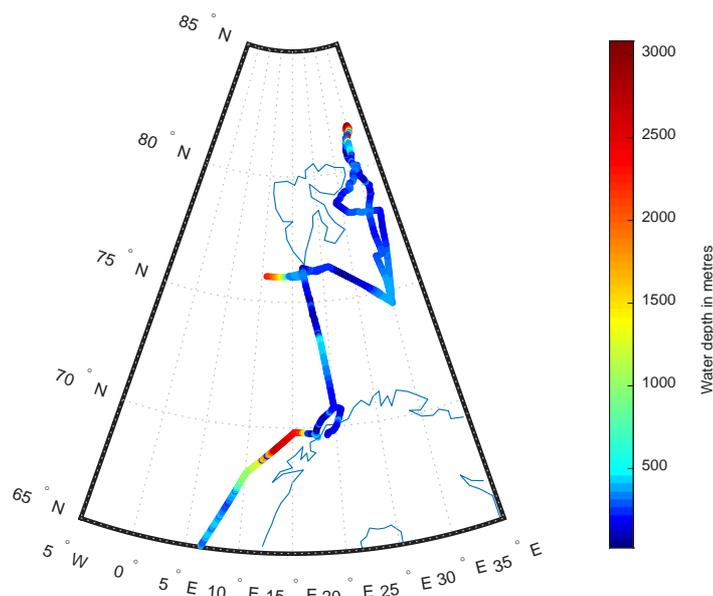 85 ° N
80 ° N
75 ° N
70 ° N
65 ° N
5 ° W
0 °
5 ° E
10 ° E
15 ° E
20 ° E
25 ° E
30 ° E
35 ° E
3000
2500
2000
1500
1000
500
Water depth in metres